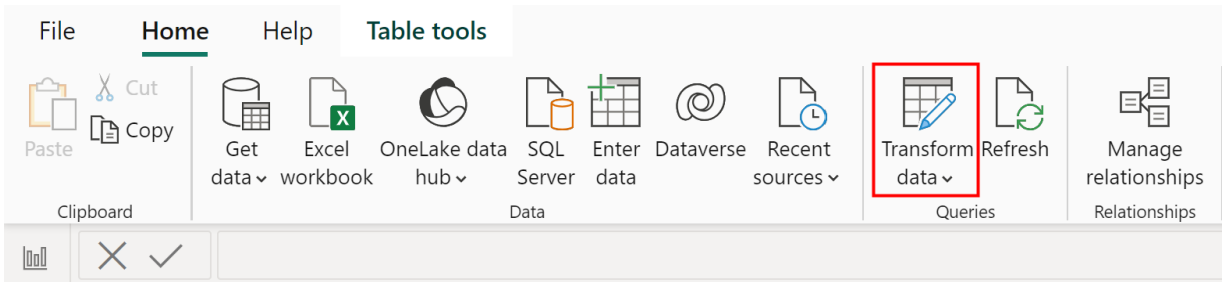 File Home Help Table tools
Paste
Cut
Copy
Clipboard
Get
data
Excel
workbook
X
OneLake data
hub
SQL
Server
Enter
data
Dataverse
Recent
sources
Data
Transform
data
Refresh
Queries
Manage
relationships
Relationships